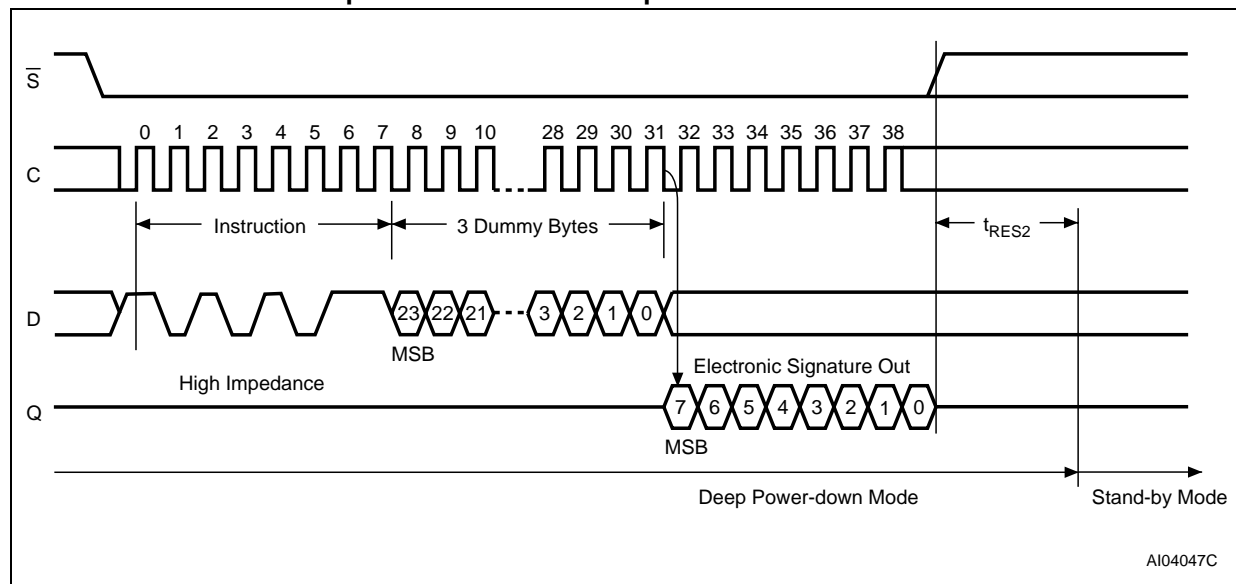 S
0 1 2 3 4 5 6 7 8 9 10 28 29 30 31 32 33 34 35 36 37 38
C
Instruction 3 Dummy Bytes tRES2
D 23 22 21 3 2 1 0
MSB
High Impedance Electronic Signature Out
Q 7 6 5 4 3 2 1 0
MSB
Deep Power-down Mode Stand-by Mode
AI04047C